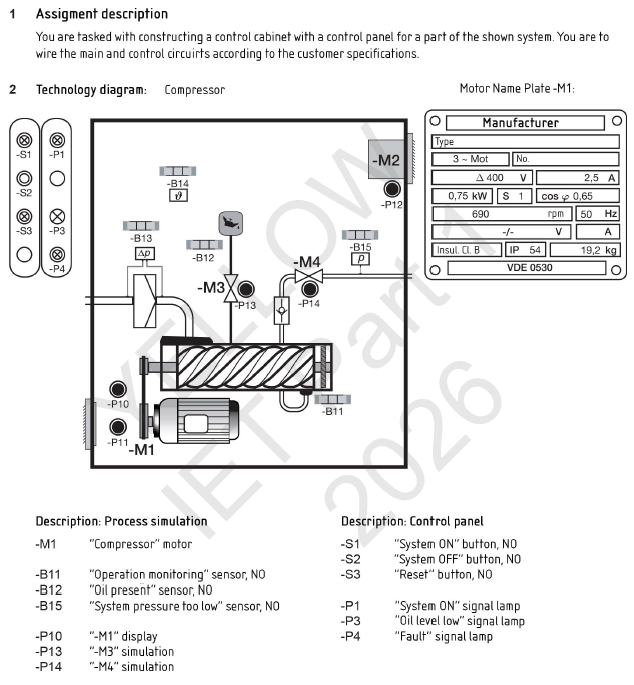 1 Assigment description
You are tasked with constructing a control cabinet with a control panel for a part of the shown system. You are to
wire the main and control circuirts according to the customer specifications.
2 Technology diagram: Compressor
Motor Name Plate -M1:
-S1 -P1
-S2
-S3 -P3
-P4
-B14
ϑ
-M2
-P12
-B13
Δp
-B12
-B15
p
-M3
-P13
-M4
-P14
-P10
-P11
-M1
-B11
Manufacturer
Type
3 ~ Mot No.
Δ 400 V 2,5 A
0,75 kW S 1 cos φ 0,65
690 rpm 50 Hz
-/- V A
Insul. Cl. B IP 54 19,2 kg
VDE 0530
YELLOW
IET Part 1
2026
Description: Process simulation
-M1 "Compressor" motor
-B11 "Operation monitoring" sensor, NO
-B12 "Oil present" sensor, NO
-B15 "System pressure too low" sensor, NO
-P10 "-M1" display
-P13 "-M3" simulation
-P14 "-M4" simulation
Description: Control panel
-S1 "System ON" button, NO
-S2 "System OFF" button, NO
-S3 "Reset" button, NO
-P1 "System ON" signal lamp
-P3 "Oil level low" signal lamp
-P4 "Fault" signal lamp